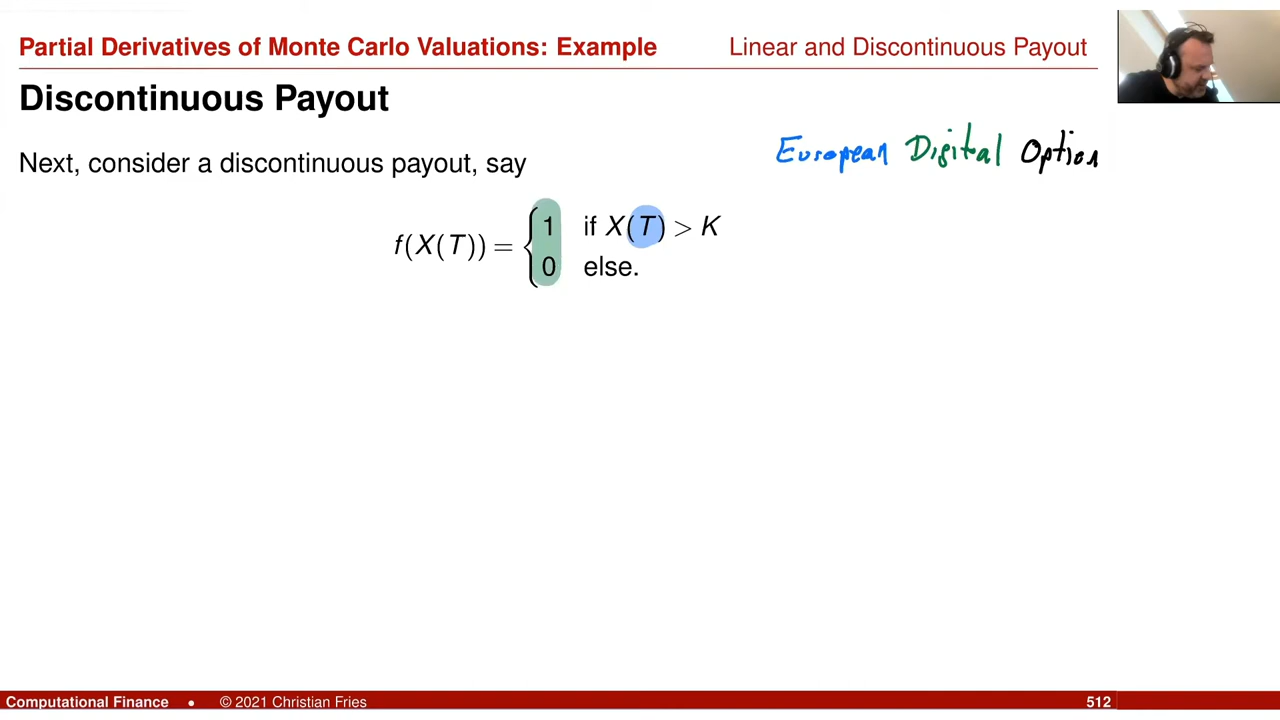 Partial Derivatives of Monte Carlo Valuations: Example Linear and Discontinuous Payout
Discontinuous Payout
European Digital Option
Next, consider a discontinuous payout, say
f(X(T)) = { 1 if X(T) > K
0 else.
Computational Finance • © 2021 Christian Fries 512